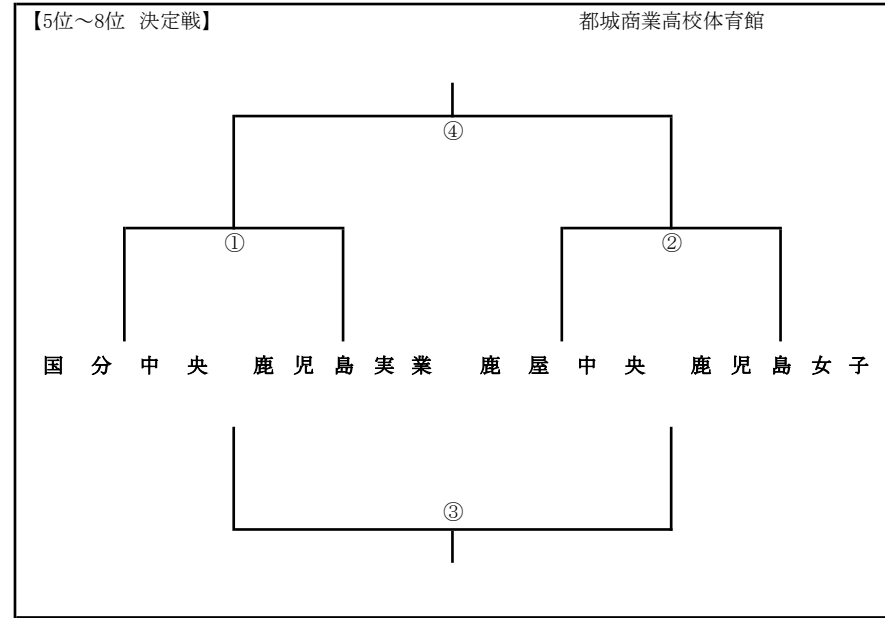 【5位～8位 決定戦】 都城商業高校体育館
④
① ②
国分中央 鹿児島実業 鹿屋中央 鹿児島女子
③